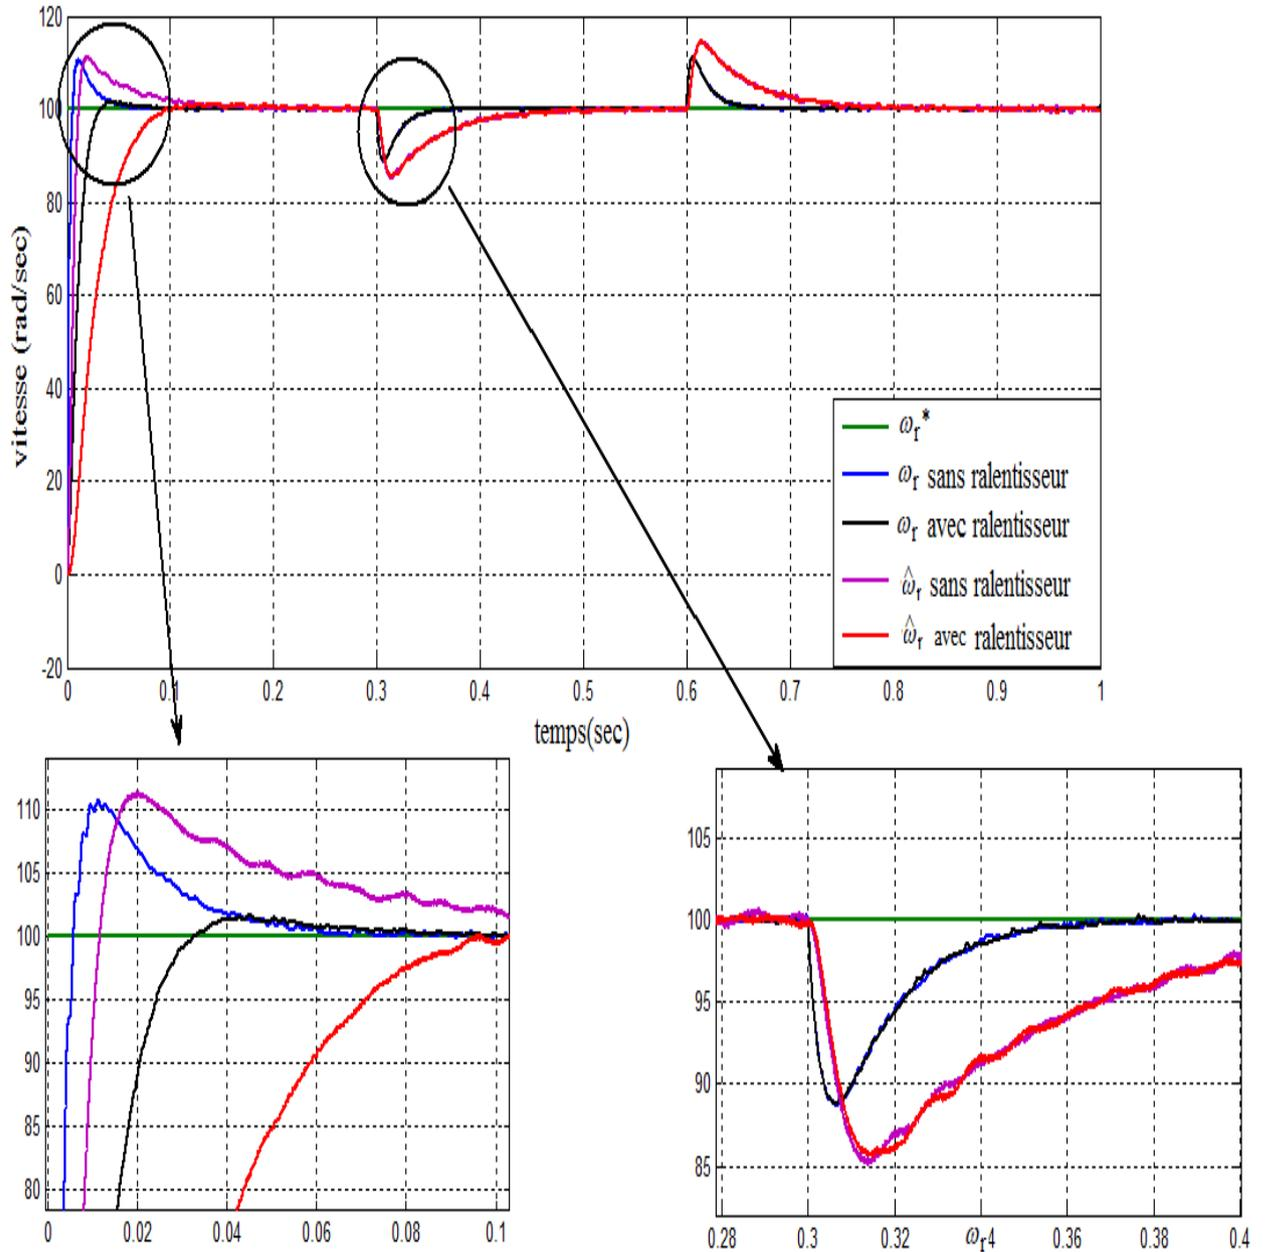 120
100
80
60
40
20
0
-20
vitesse (rad/sec)
ωr*
ωr sans ralentisseur
ωr avec ralentisseur
ω̂r sans ralentisseur
ω̂r avec ralentisseur
0 0.1 0.2 0.3 0.4 0.5 0.6 0.7 0.8 0.9 1
temps(sec)
110
105
100
95
90
85
80
0 0.02 0.04 0.06 0.08 0.1
105
100
95
90
85
0.28 0.3 0.32 ωr4 0.36 0.38 0.4